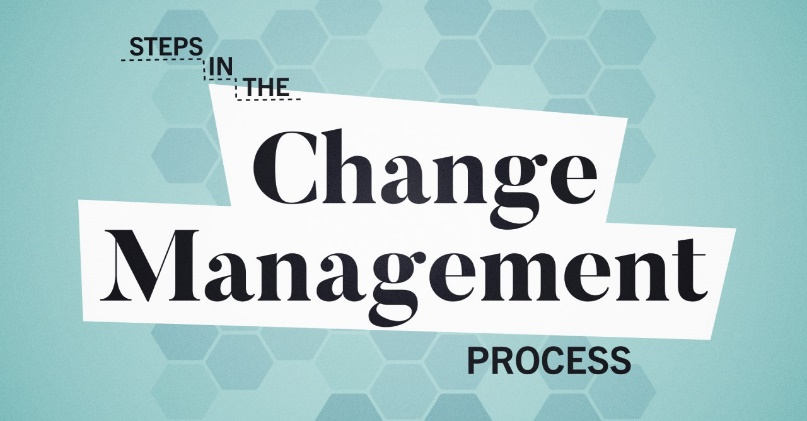 STEPS
IN
THE
Change
Management
PROCESS